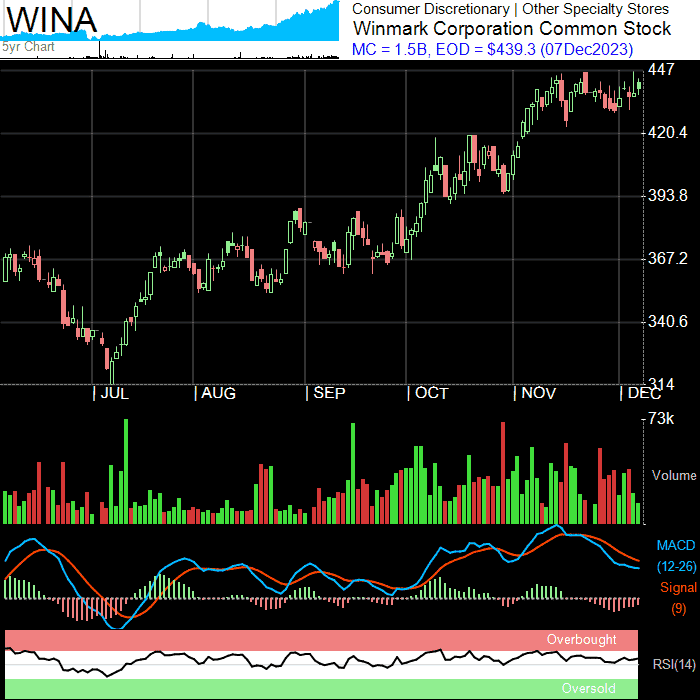 WINA
5yr Chart
Consumer Discretionary | Other Specialty Stores
Winmark Corporation Common Stock
MC = 1.5B, EOD = $439.3 (07Dec2023)
447
420.4
393.8
367.2
340.6
314
| JUL | AUG | SEP | OCT | NOV | DEC
73k
Volume
MACD
(12-26)
Signal
(9)
Overbought
RSI(14)
Oversold